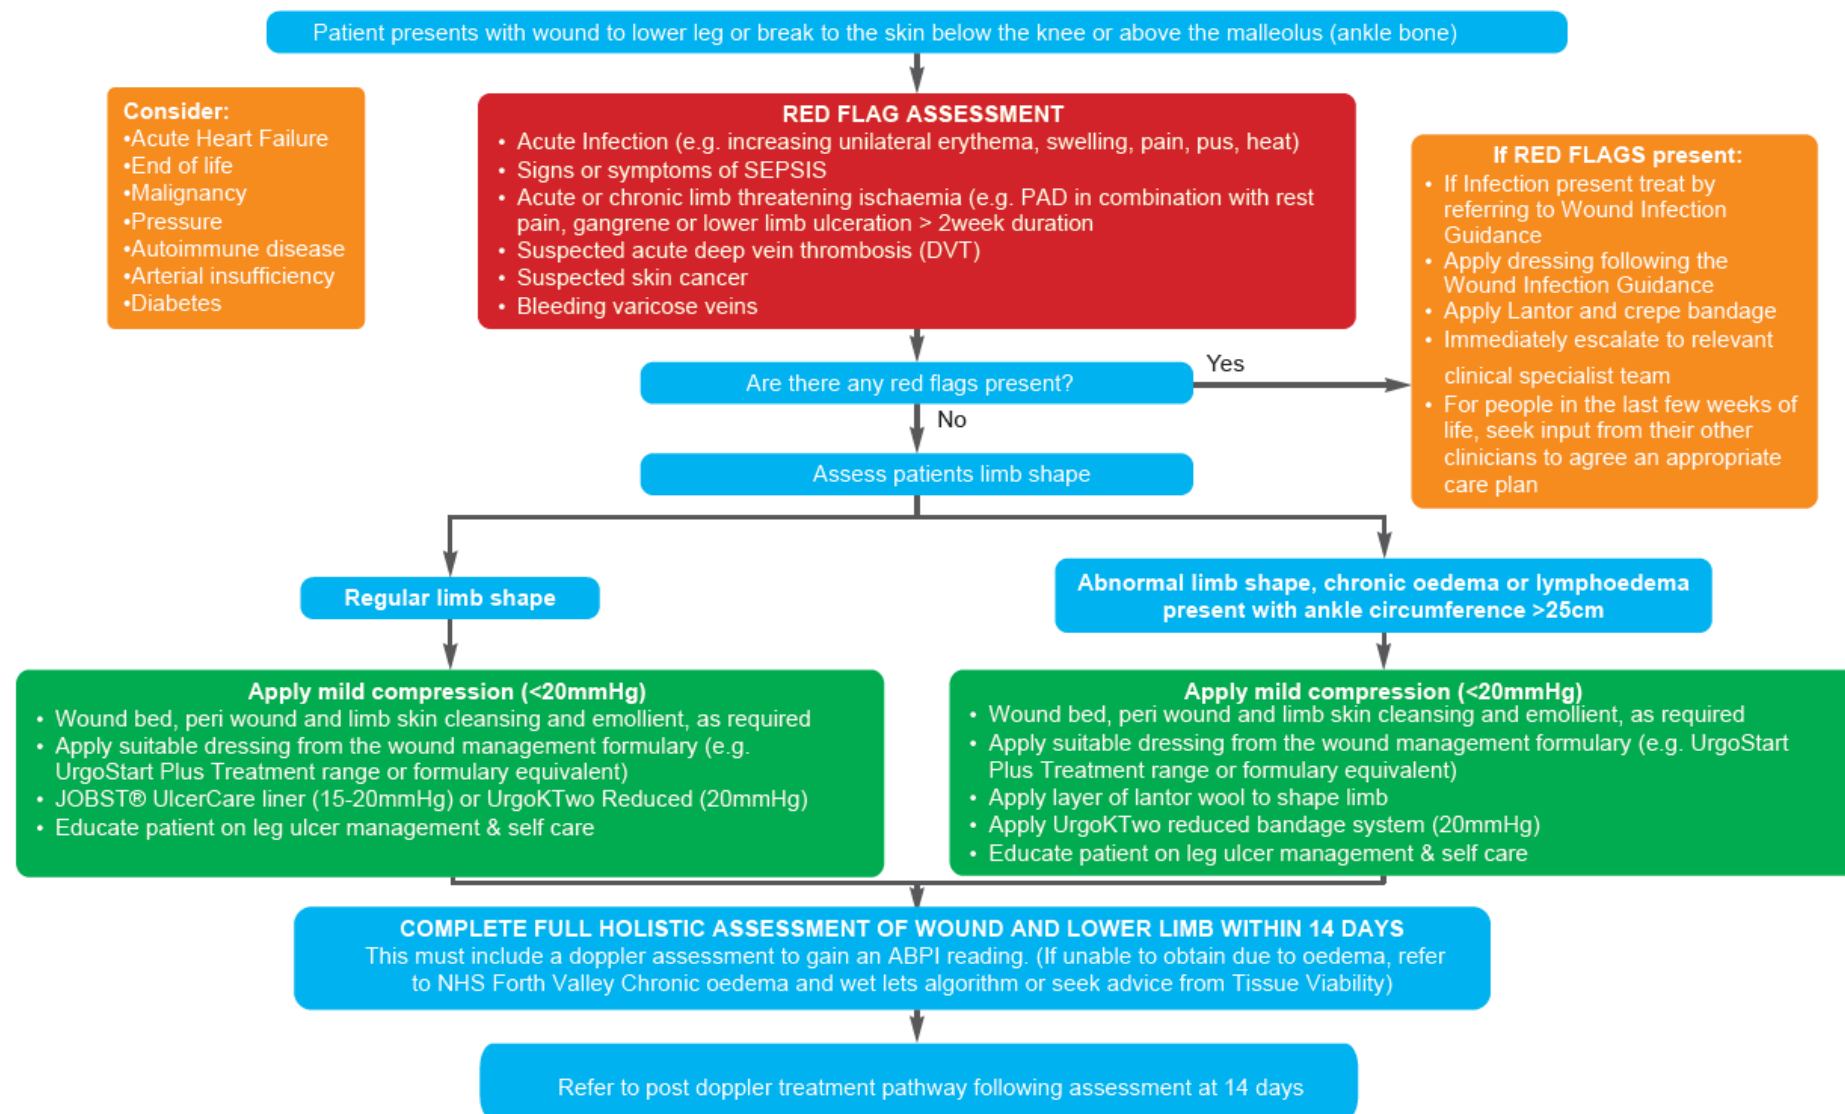 Patient presents with wound to lower leg or break to the skin below the knee or above the malleolus (ankle bone)
Consider:
•Acute Heart Failure
•End of life
•Malignancy
•Pressure
•Autoimmune disease
•Arterial insufficiency
•Diabetes
RED FLAG ASSESSMENT
• Acute Infection (e.g. increasing unilateral erythema, swelling, pain, pus, heat)
• Signs or symptoms of SEPSIS
• Acute or chronic limb threatening ischaemia (e.g. PAD in combination with rest
pain, gangrene or lower limb ulceration > 2week duration
• Suspected acute deep vein thrombosis (DVT)
• Suspected skin cancer
• Bleeding varicose veins
If RED FLAGS present:
• If Infection present treat by
referring to Wound Infection
Guidance
• Apply dressing following the
Wound Infection Guidance
• Apply Lantor and crepe bandage
• Immediately escalate to relevant
clinical specialist team
• For people in the last few weeks of
life, seek input from their other
clinicians to agree an appropriate
care plan
Are there any red flags present?
Yes
No
Assess patients limb shape
Regular limb shape
Abnormal limb shape, chronic oedema or lymphoedema
present with ankle circumference >25cm
Apply mild compression (<20mmHg)
• Wound bed, peri wound and limb skin cleansing and emollient, as required
• Apply suitable dressing from the wound management formulary (e.g.
UrgoStart Plus Treatment range or formulary equivalent)
• JOBST® UlcerCare liner (15-20mmHg) or UrgoKTwo Reduced (20mmHg)
• Educate patient on leg ulcer management & self care
Apply mild compression (<20mmHg)
• Wound bed, peri wound and limb skin cleansing and emollient, as required
• Apply suitable dressing from the wound management formulary (e.g. UrgoStart
Plus Treatment range or formulary equivalent)
• Apply layer of lantor wool to shape limb
• Apply UrgoKTwo reduced bandage system (20mmHg)
• Educate patient on leg ulcer management & self care
COMPLETE FULL HOLISTIC ASSESSMENT OF WOUND AND LOWER LIMB WITHIN 14 DAYS
This must include a doppler assessment to gain an ABPI reading. (If unable to obtain due to oedema, refer
to NHS Forth Valley Chronic oedema and wet lets algorithm or seek advice from Tissue Viability)
Refer to post doppler treatment pathway following assessment at 14 days